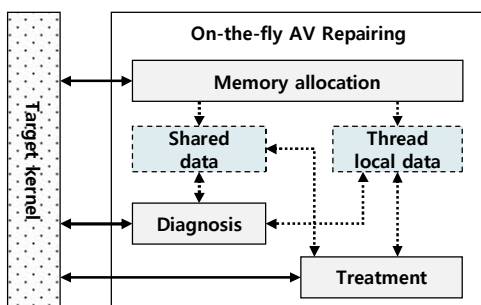 On-the-fly AV Repairing
Target kernel
Memory allocation
Shared
data
Thread
local data
Diagnosis
Treatment